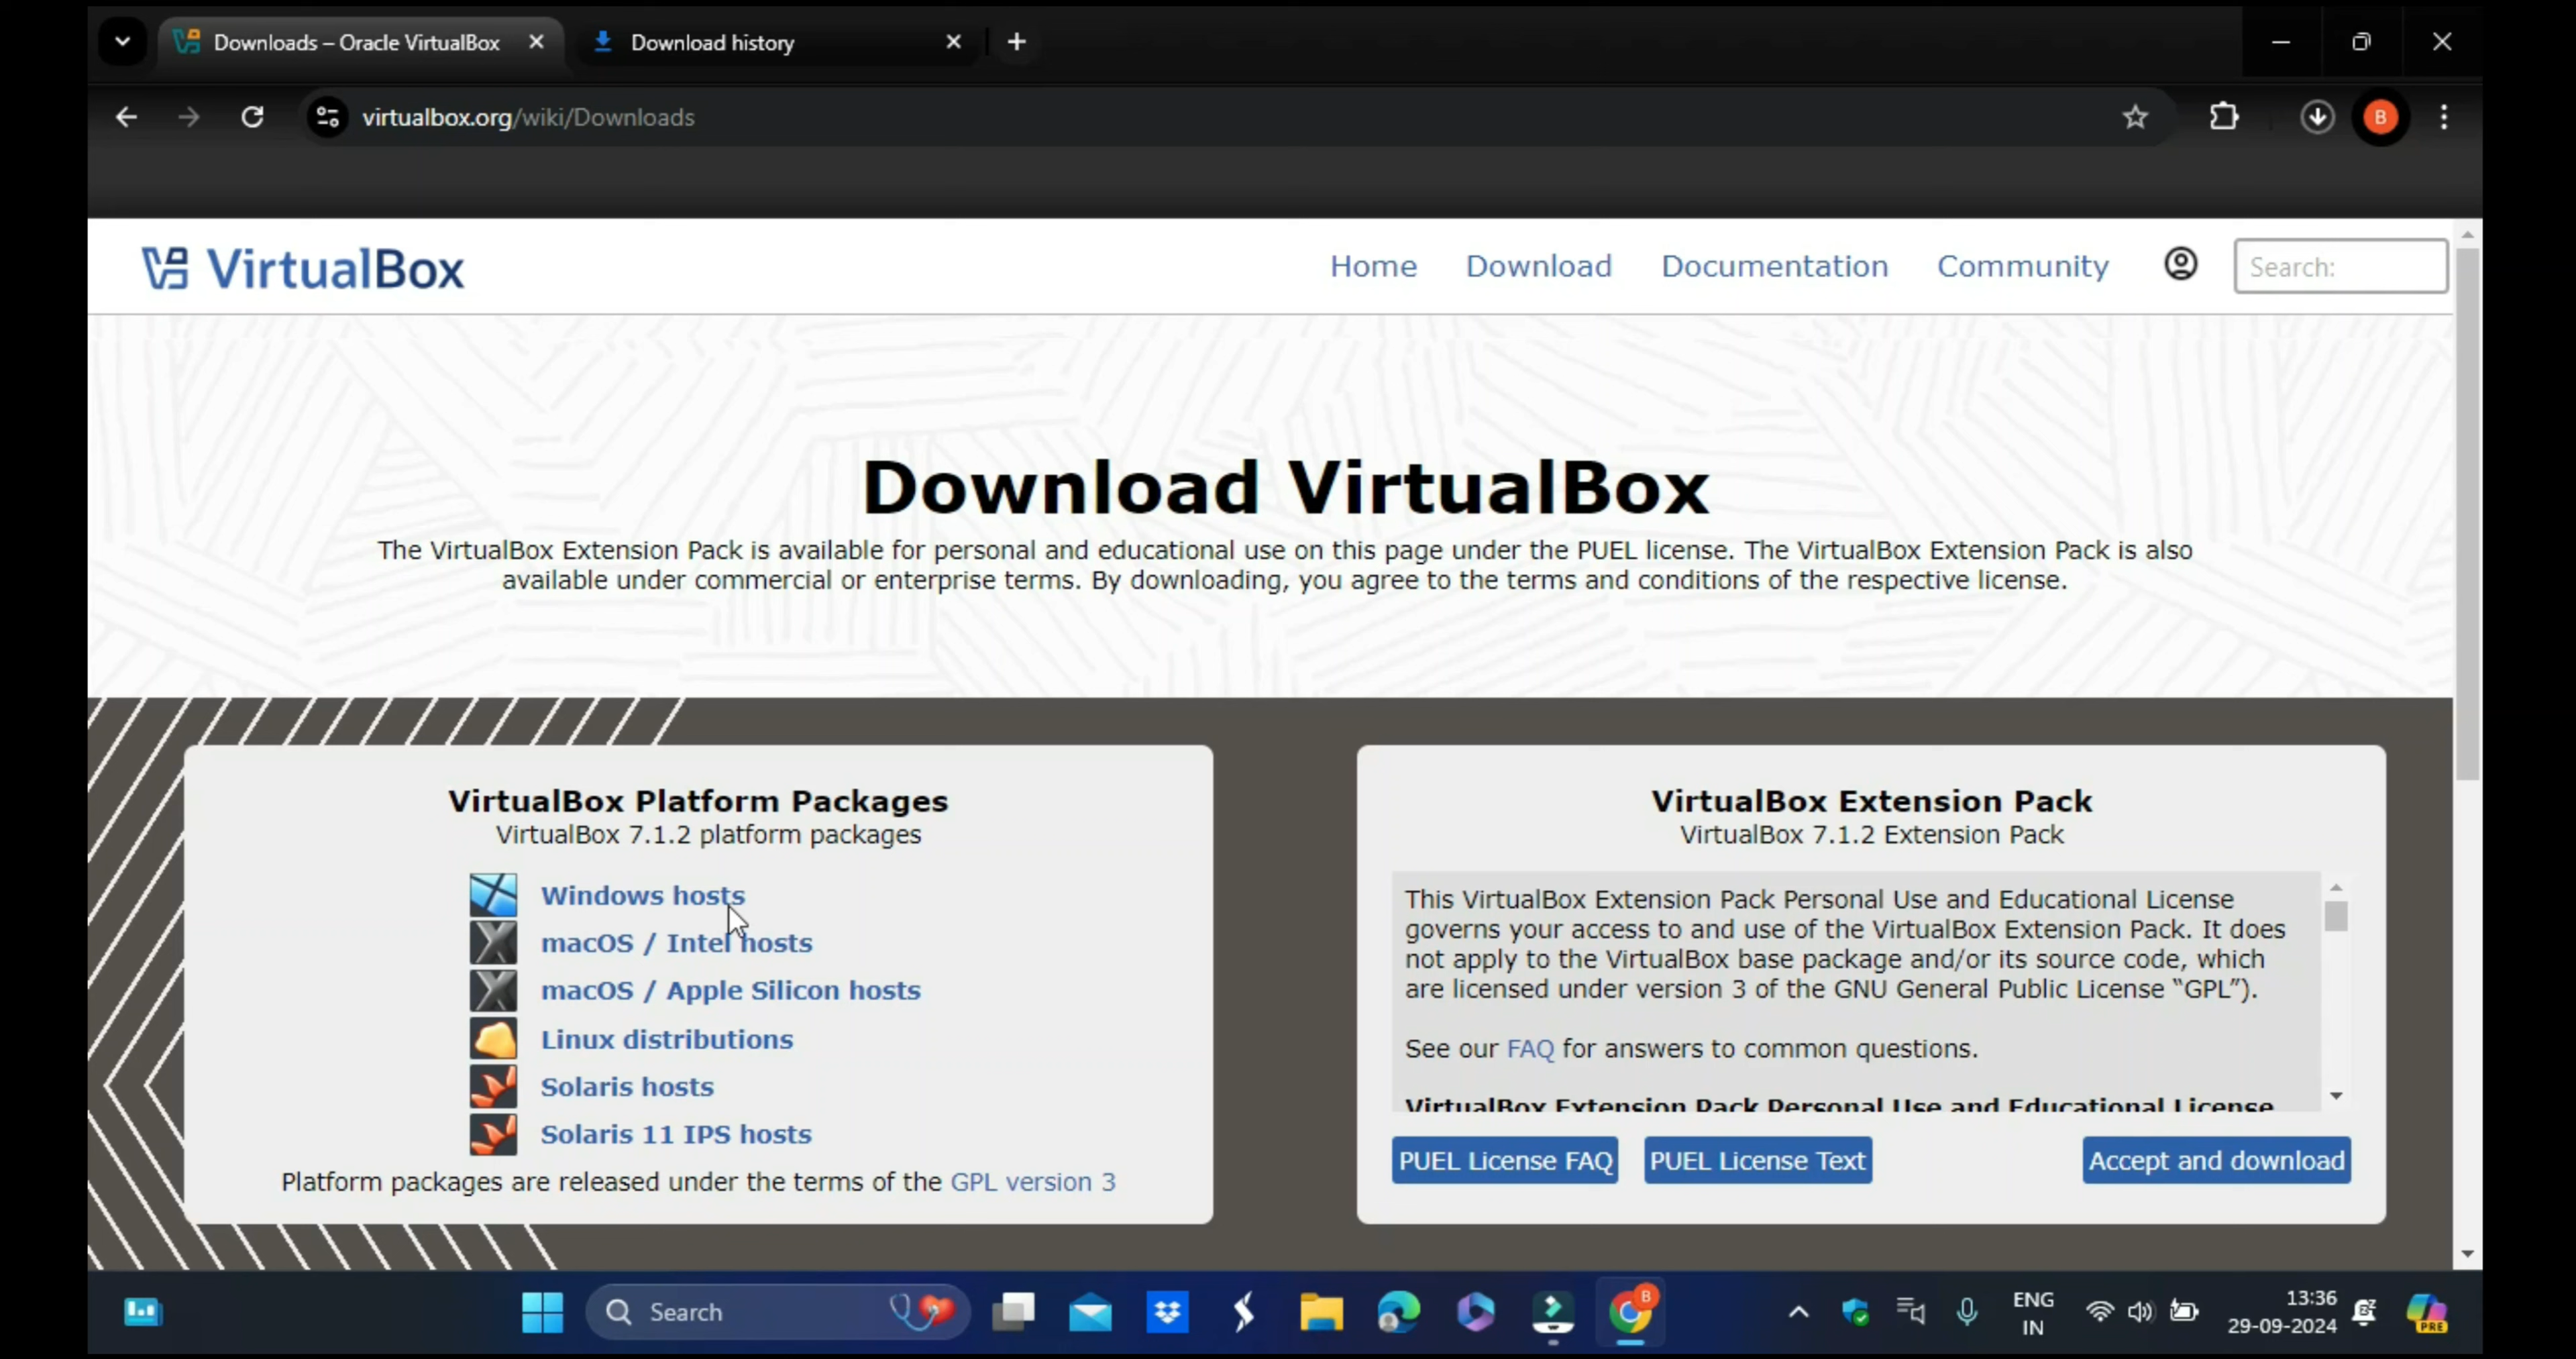 Downloads – Oracle VirtualBox
Download history
virtualbox.org/wiki/Downloads
B
VirtualBox
Home
Download
Documentation
Community
Search:
Download VirtualBox
The VirtualBox Extension Pack is available for personal and educational use on this page under the PUEL license. The VirtualBox Extension Pack is also
available under commercial or enterprise terms. By downloading, you agree to the terms and conditions of the respective license.
VirtualBox Platform Packages
VirtualBox 7.1.2 platform packages
Windows hosts
macOS / Intel hosts
macOS / Apple Silicon hosts
Linux distributions
Solaris hosts
Solaris 11 IPS hosts
Platform packages are released under the terms of the GPL version 3
VirtualBox Extension Pack
VirtualBox 7.1.2 Extension Pack
This VirtualBox Extension Pack Personal Use and Educational License
governs your access to and use of the VirtualBox Extension Pack. It does
not apply to the VirtualBox base package and/or its source code, which
are licensed under version 3 of the GNU General Public License “GPL”).
See our FAQ for answers to common questions.
VirtualBox Extension Pack Personal Use and Educational License
PUEL License FAQ
PUEL License Text
Accept and download
Search
B
ENG
IN
13:36
29-09-2024
PRE